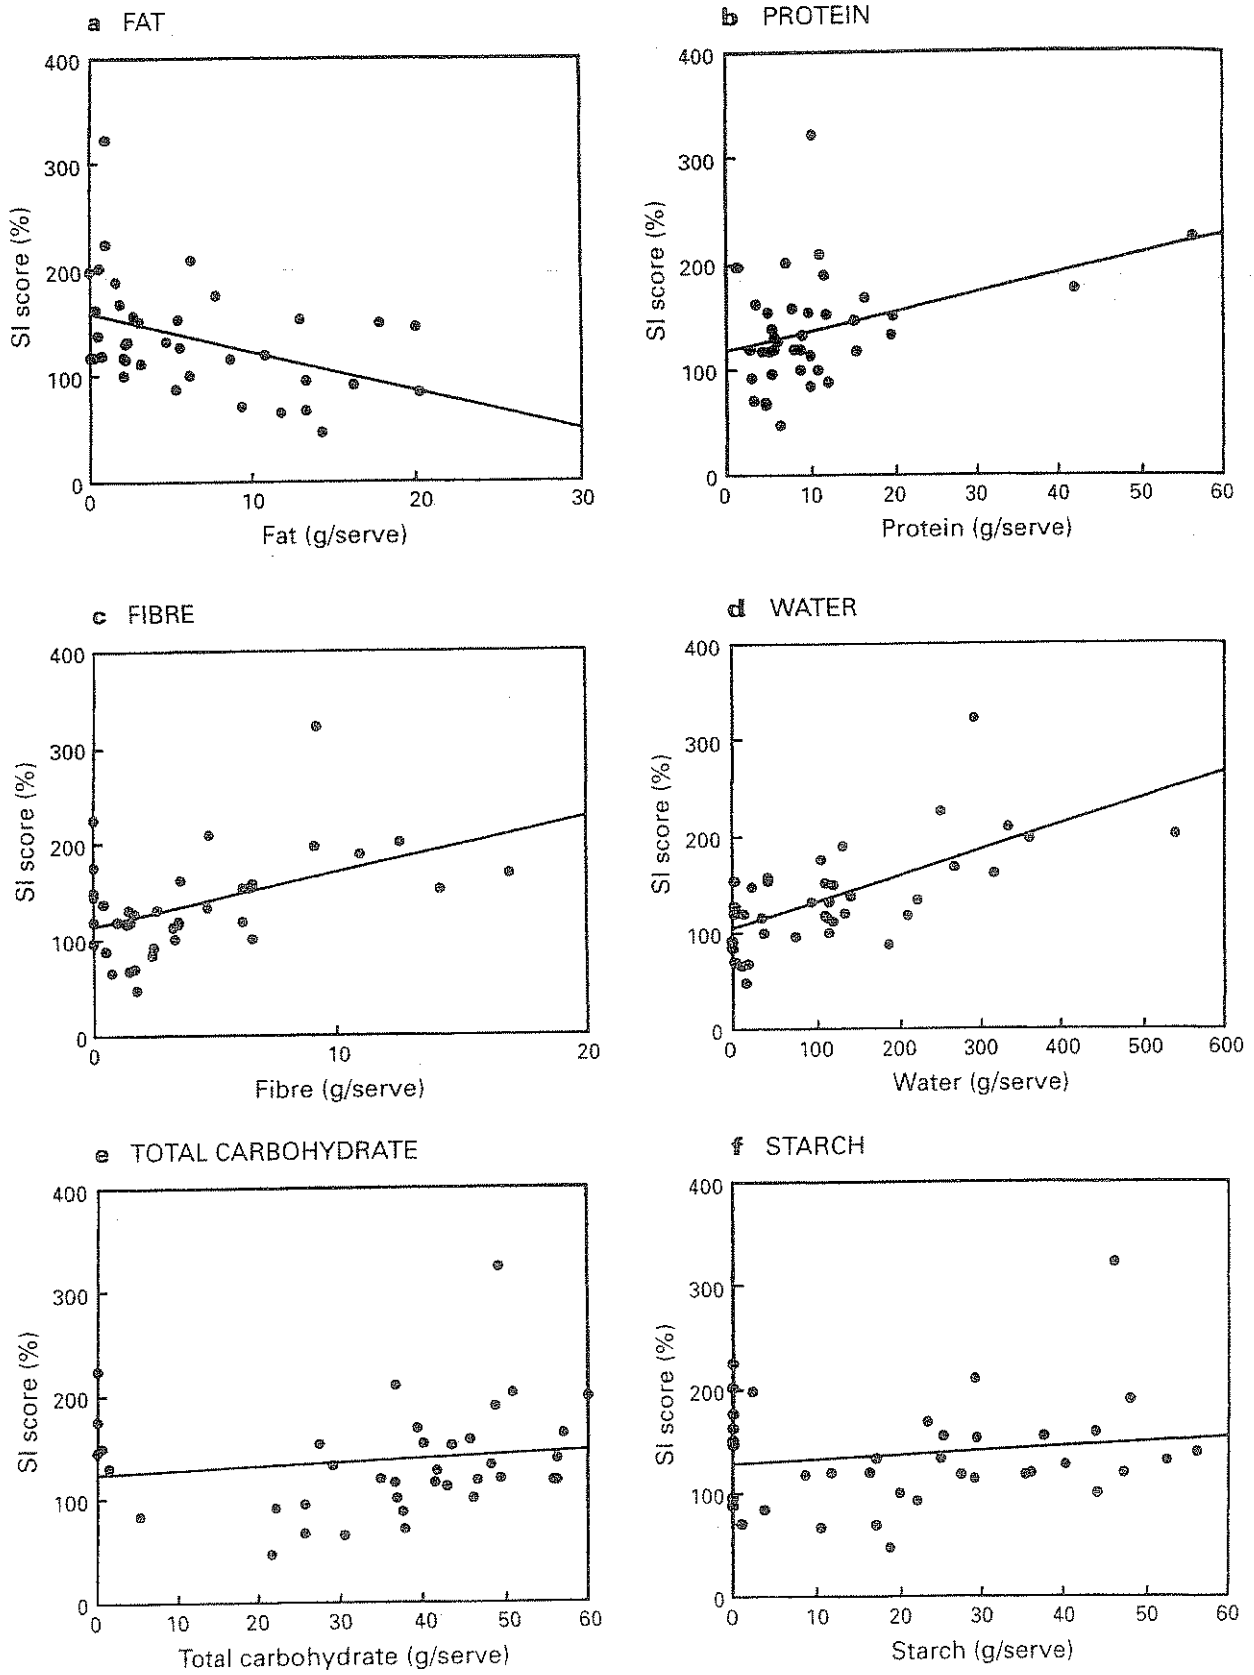 a FAT
400
300
200
100
0
SI score (%)
0 10 20 30
Fat (g/serve)
b PROTEIN
400
300
200
100
0
SI score (%)
0 10 20 30 40 50 60
Protein (g/serve)
c FIBRE
400
300
200
100
0
SI score (%)
0 10 20
Fibre (g/serve)
d WATER
400
300
200
100
0
SI score (%)
0 100 200 300 400 500 600
Water (g/serve)
e TOTAL CARBOHYDRATE
400
300
200
100
0
SI score (%)
0 10 20 30 40 50 60
Total carbohydrate (g/serve)
f STARCH
400
300
200
100
0
SI score (%)
0 10 20 30 40 50 60
Starch (g/serve)